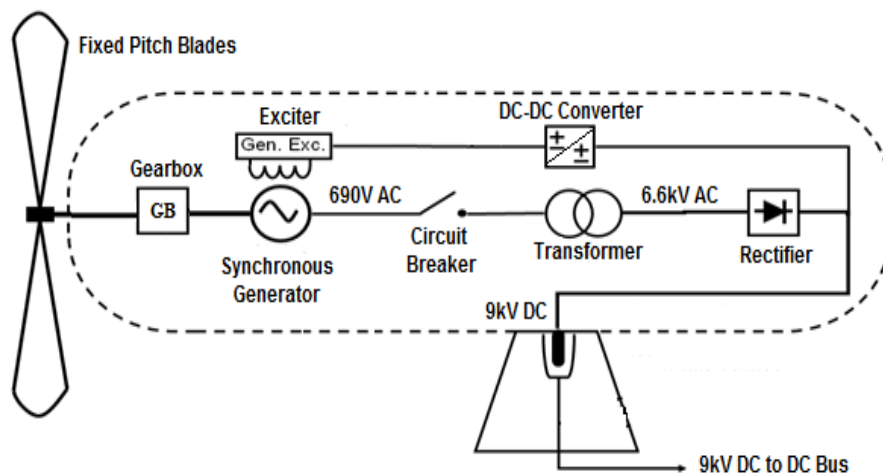 Fixed Pitch Blades
Exciter
DC-DC Converter
Gen. Exc.
Gearbox
GB
690V AC
6.6kV AC
Circuit
Breaker
Transformer
Rectifier
Synchronous
Generator
9kV DC
9kV DC to DC Bus